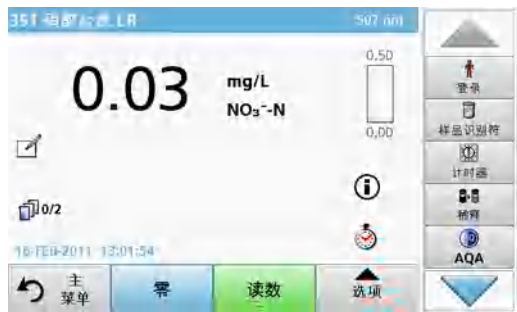 351 硝酸盐氮 LR
507 nm
0.50
0.03
mg/L
NO₃⁻-N
0.00
0/2
16-FEB-2011 13:01:54
主菜单
零
读数
选项
登录
样品识别符
计时器
稀释
AQA